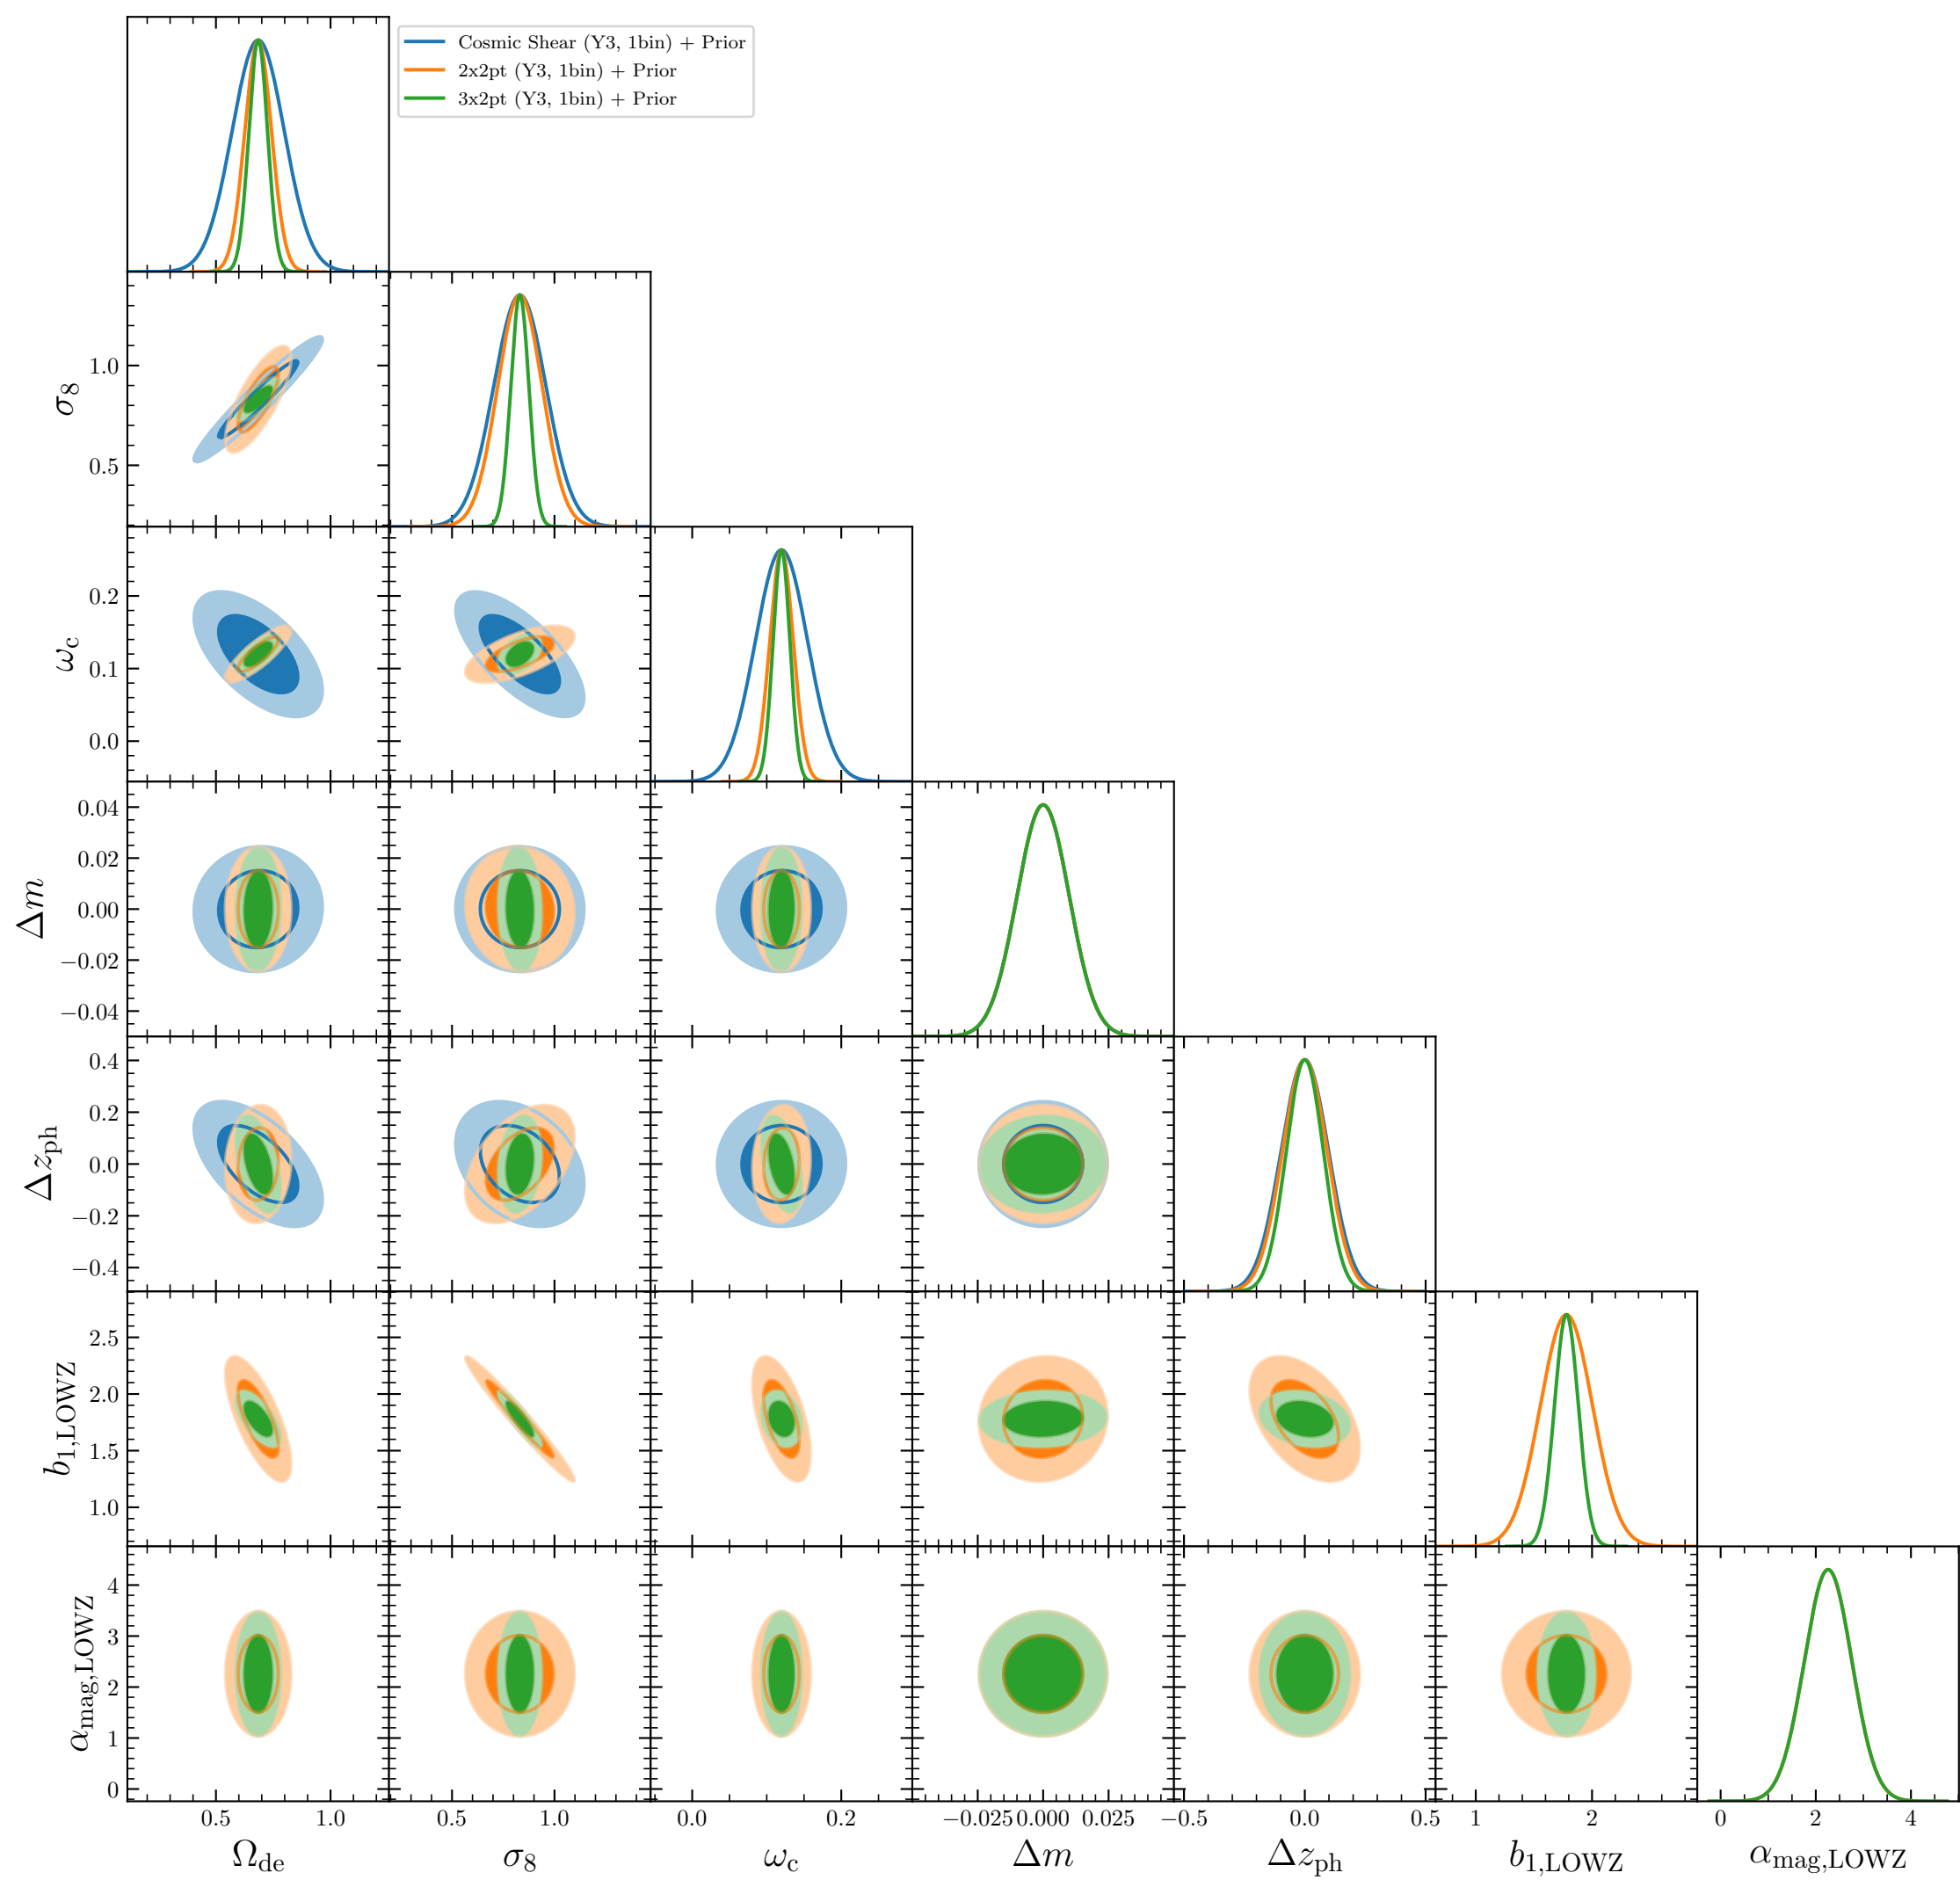 Cosmic Shear (Y3, 1bin) + Prior
2x2pt (Y3, 1bin) + Prior
3x2pt (Y3, 1bin) + Prior
1.0
0.5
σ8
0.2
0.1
0.0
ωc
0.04
0.02
0.00
−0.02
−0.04
Δm
0.4
0.2
0.0
−0.2
−0.4
Δzph
2.5
2.0
1.5
1.0
b1,LOWZ
4
3
2
1
0
αmag,LOWZ
0.5 1.0 0.5 1.0 0.0 0.2 −0.025 0.000 0.025 −0.5 0.0 0.5 1 2 0 2 4
Ωde σ8 ωc Δm Δzph b1,LOWZ αmag,LOWZ